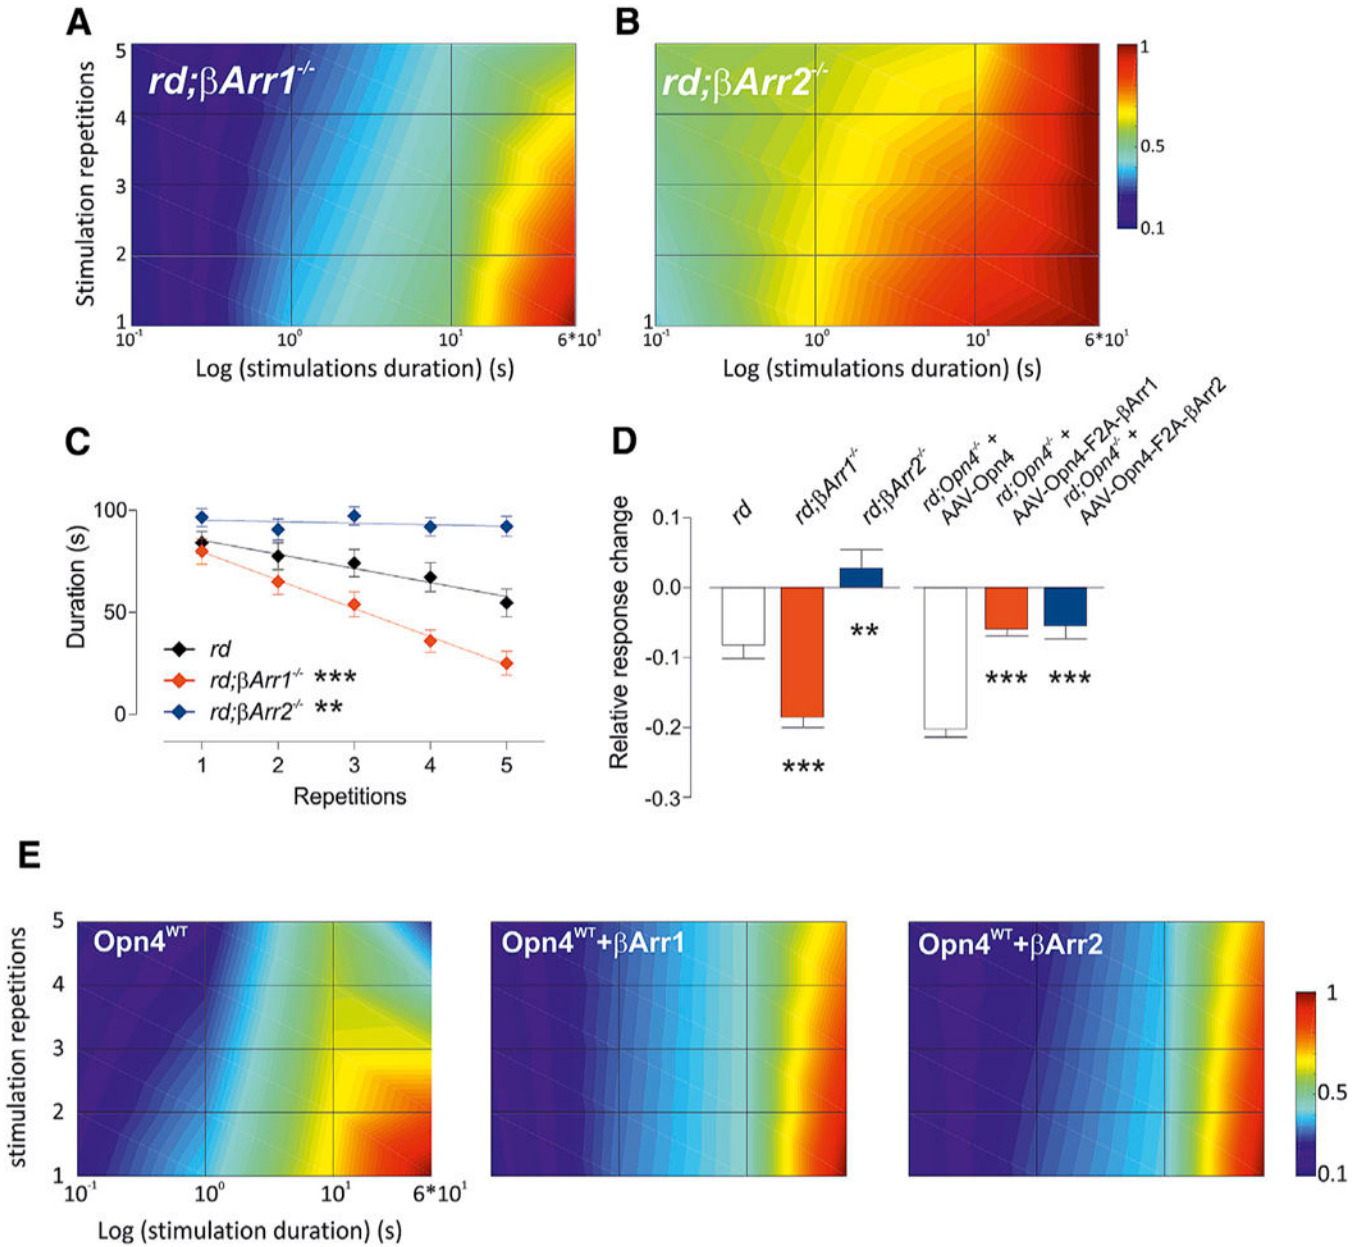 A
B
Stimulation repetitions
5
4
3
2
1
rd;βArr1-/-
10-1
100
101
6*101
Log (stimulations duration) (s)
rd;βArr2-/-
1
10-1
100
101
6*101
Log (stimulations duration) (s)
1
0.5
0.1
C
Duration (s)
100
50
0
rd
rd;βArr1-/- ***
rd;βArr2-/- **
1 2 3 4 5
Repetitions
D
Relative response change
0.1
0.0
-0.1
-0.2
-0.3
rd
rd;βArr1-/-
rd;βArr2-/-
rd;Opn4-/- +
AAV-Opn4
rd;Opn4-/- +
AAV-Opn4-F2A-βArr1
rd;Opn4-/- +
AAV-Opn4-F2A-βArr2
***
**
***
***
E
stimulation repetitions
5
4
3
2
1
Opn4WT
10-1
100
101
6*101
Log (stimulation duration) (s)
Opn4WT+βArr1
Opn4WT+βArr2
1
0.5
0.1